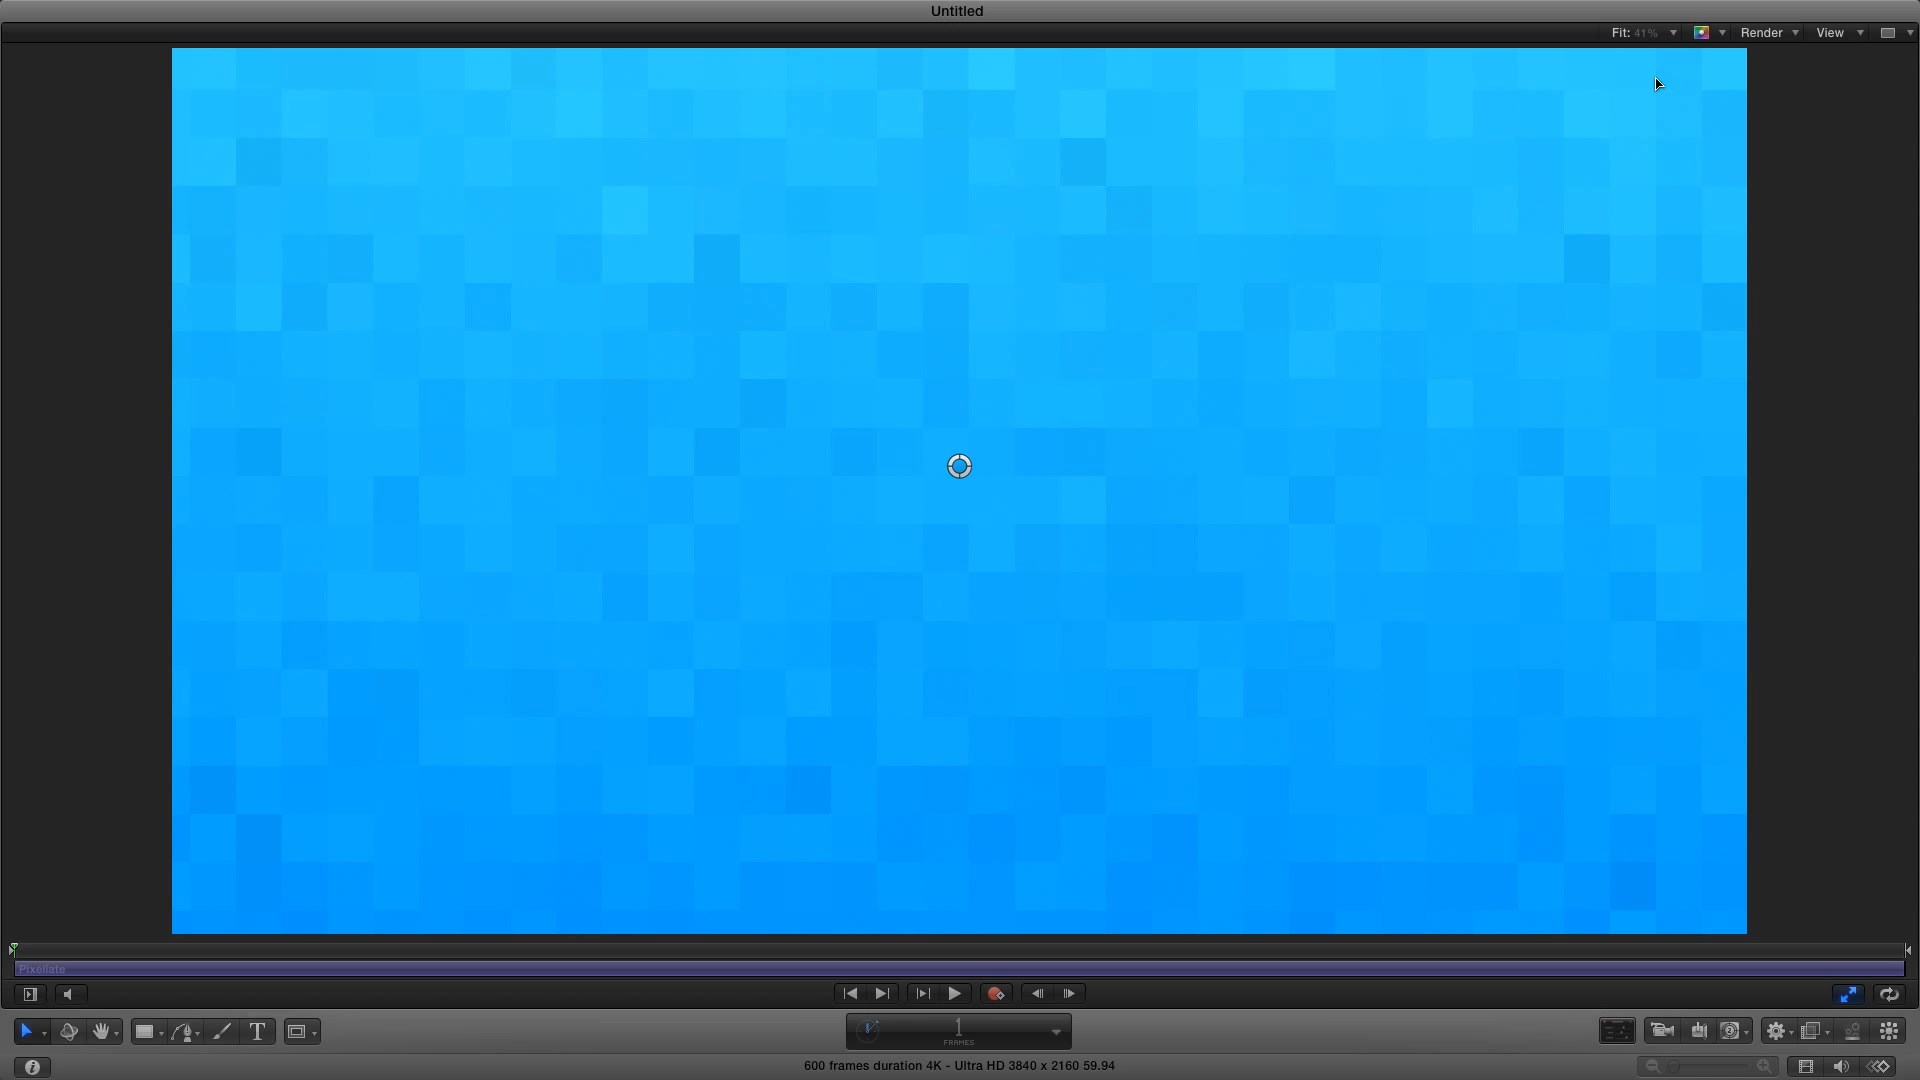 Untitled
Fit: 41% Render View
Pixellate
T
1
FRAMES
600 frames duration 4K - Ultra HD 3840 x 2160 59.94